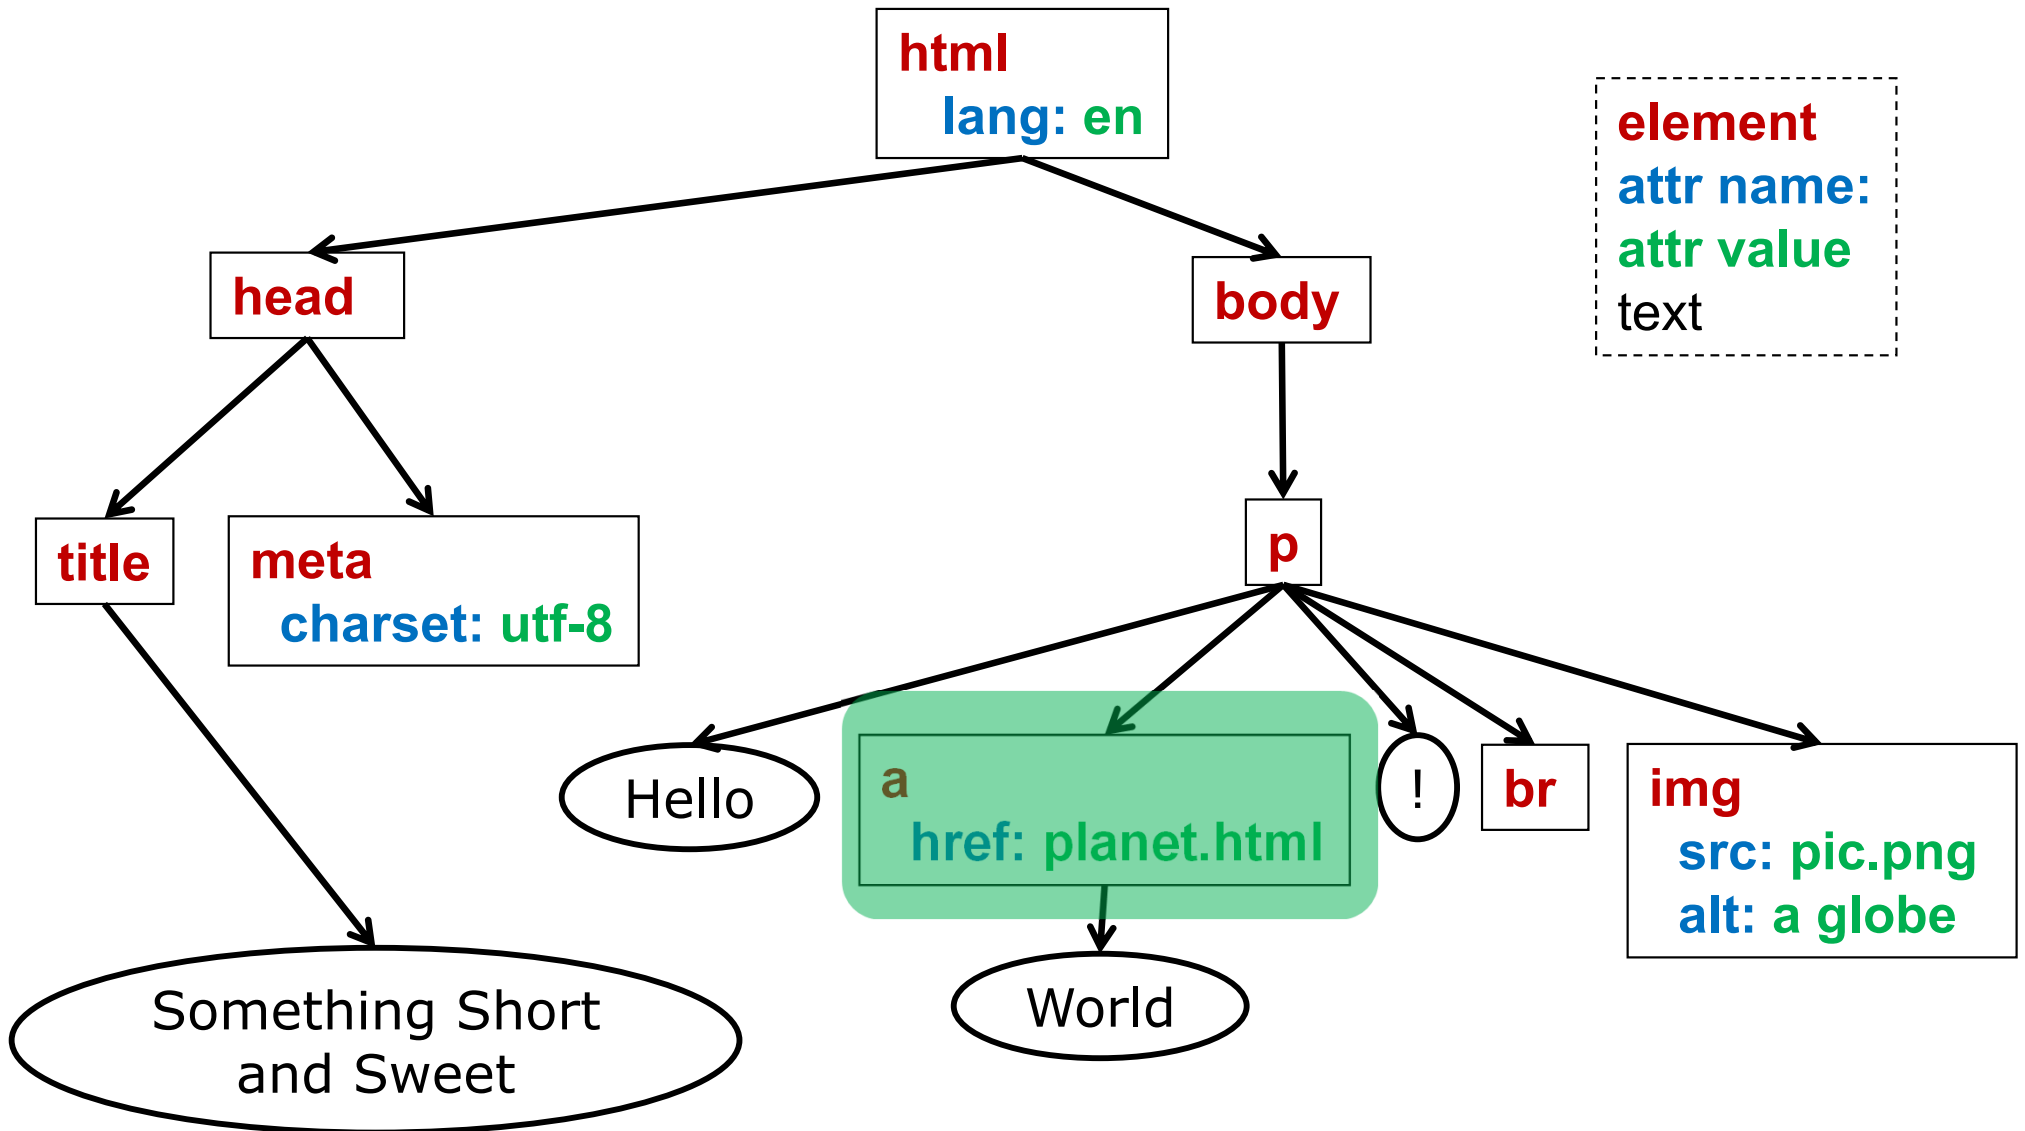 html
lang: en
element
attr name:
attr value
text
head
body
title
meta
charset: utf-8
p
Hello
a
href: planet.html
!
br
img
src: pic.png
alt: a globe
Something Short
and Sweet
World